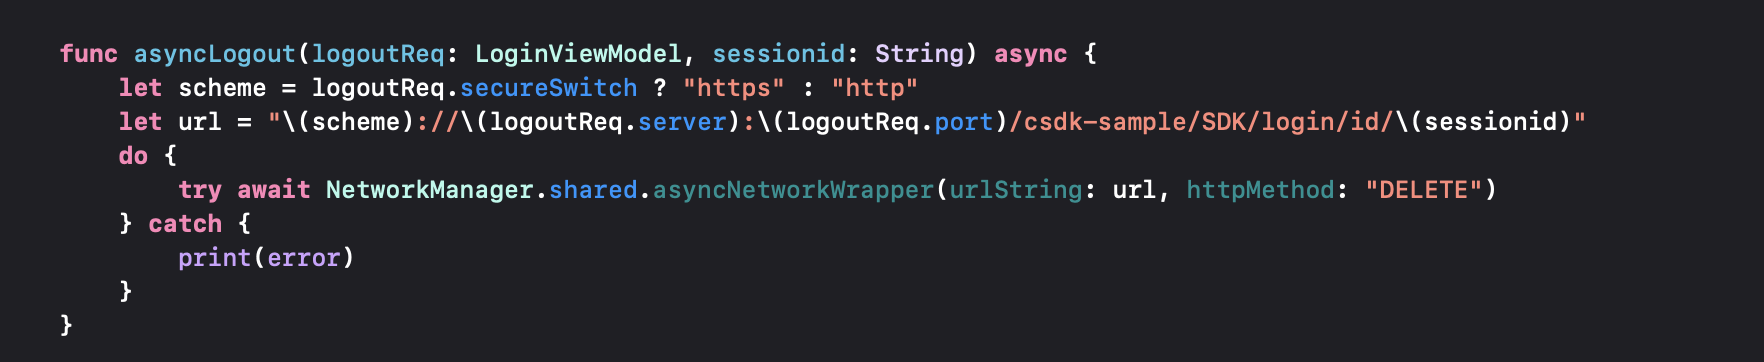 func asyncLogout(logoutReq: LoginViewModel, sessionid: String) async {
    let scheme = logoutReq.secureSwitch ? "https" : "http"
    let url = "\(scheme)://\(logoutReq.server):\(logoutReq.port)/csdk-sample/SDK/login/id/\(sessionid)"
    do {
        try await NetworkManager.shared.asyncNetworkWrapper(urlString: url, httpMethod: "DELETE")
    } catch {
        print(error)
    }
}